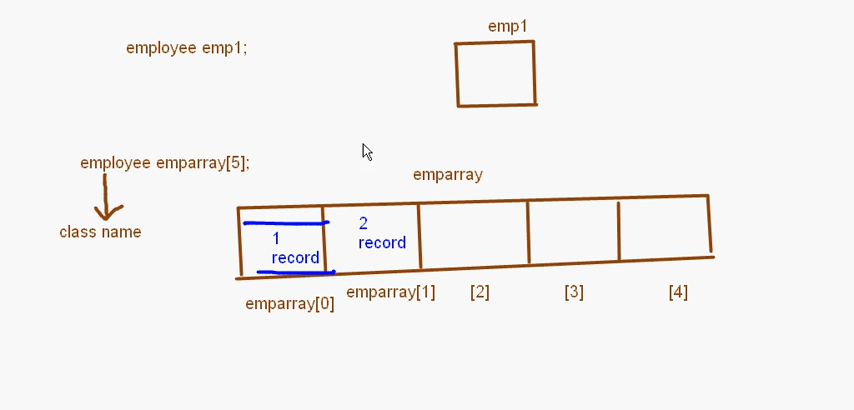 emp1
employee emp1;
employee emparray[5];
emparray
class name
1
record
2
record
emparray[0]
emparray[1]
[2]
[3]
[4]